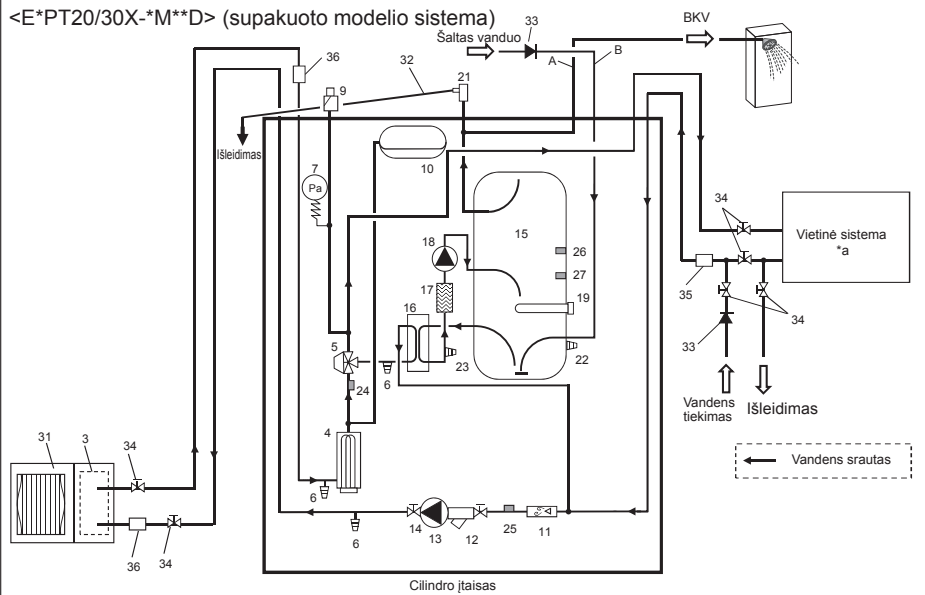 <E*PT20/30X-*M**D> (supakuoto modelio sistema)
33
BKV
Šaltas vanduo
A
B
36
32
21
9
Išleidimas
10
7
Pa
34
15
Vietinė sistema
*a
18
26
27
17
19
35
34
16
5
33
22
23
6
24
Vandens
tiekimas
Išleidimas
4
31
3
34
Vandens srautas
6
6
14
13
12
25
11
36
34
Cilindro įtaisas